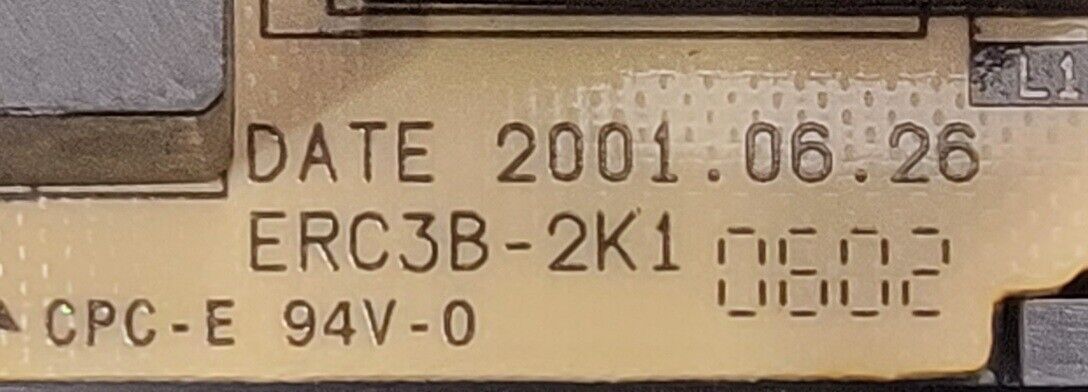 L1
DATE 2001.06.26
ERC3B-2K1 0602
CPC-E 94V-0